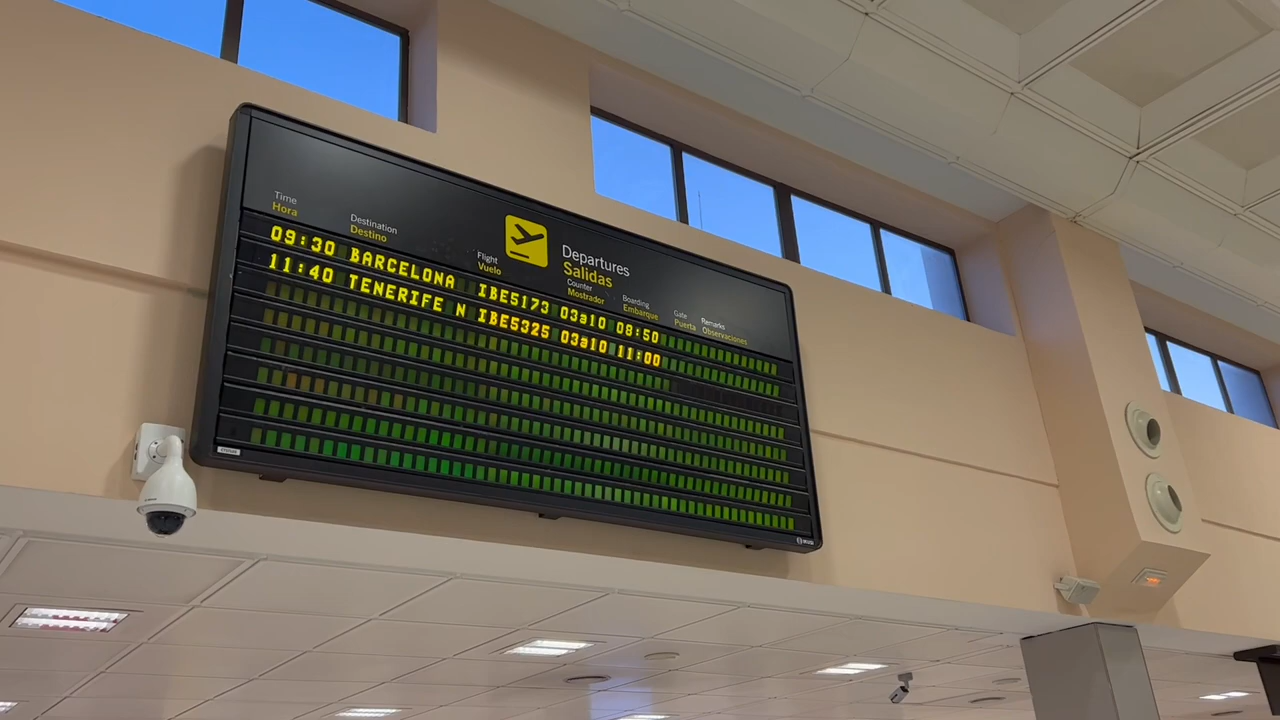 Departures
Salidas
Time Destination Flight Counter Boarding Gate Remarks
Hora Destino Vuelo Mostrador Embarque Puerta Observaciones
09:30 BARCELONA IBE5173 03a10 08:50
11:40 TENERIFE N IBE5325 03a10 11:00